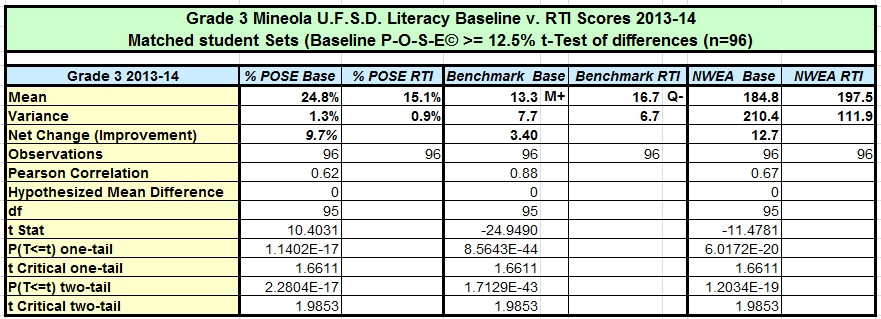 Grade 3 Mineola U.F.S.D. Literacy Baseline v. RTI Scores 2013-14
Matched student Sets (Baseline P-O-S-E© >= 12.5% t-Test of differences (n=96)
Grade 3 2013-14 % POSE Base % POSE RTI Benchmark Base Benchmark RTI NWEA Base NWEA RTI
Mean 24.8% 15.1% 13.3 M+ 16.7 Q- 184.8 197.5
Variance 1.3% 0.9% 7.7 6.7 210.4 111.9
Net Change (Improvement) 9.7% 3.40 12.7
Observations 96 96 96 96 96 96
Pearson Correlation 0.62 0.88 0.67
Hypothesized Mean Difference 0 0 0
df 95 95 95
t Stat 10.4031 -24.9490 -11.4781
P(T<=t) one-tail 1.1402E-17 8.5643E-44 6.0172E-20
t Critical one-tail 1.6611 1.6611 1.6611
P(T<=t) two-tail 2.2804E-17 1.7129E-43 1.2034E-19
t Critical two-tail 1.9853 1.9853 1.9853